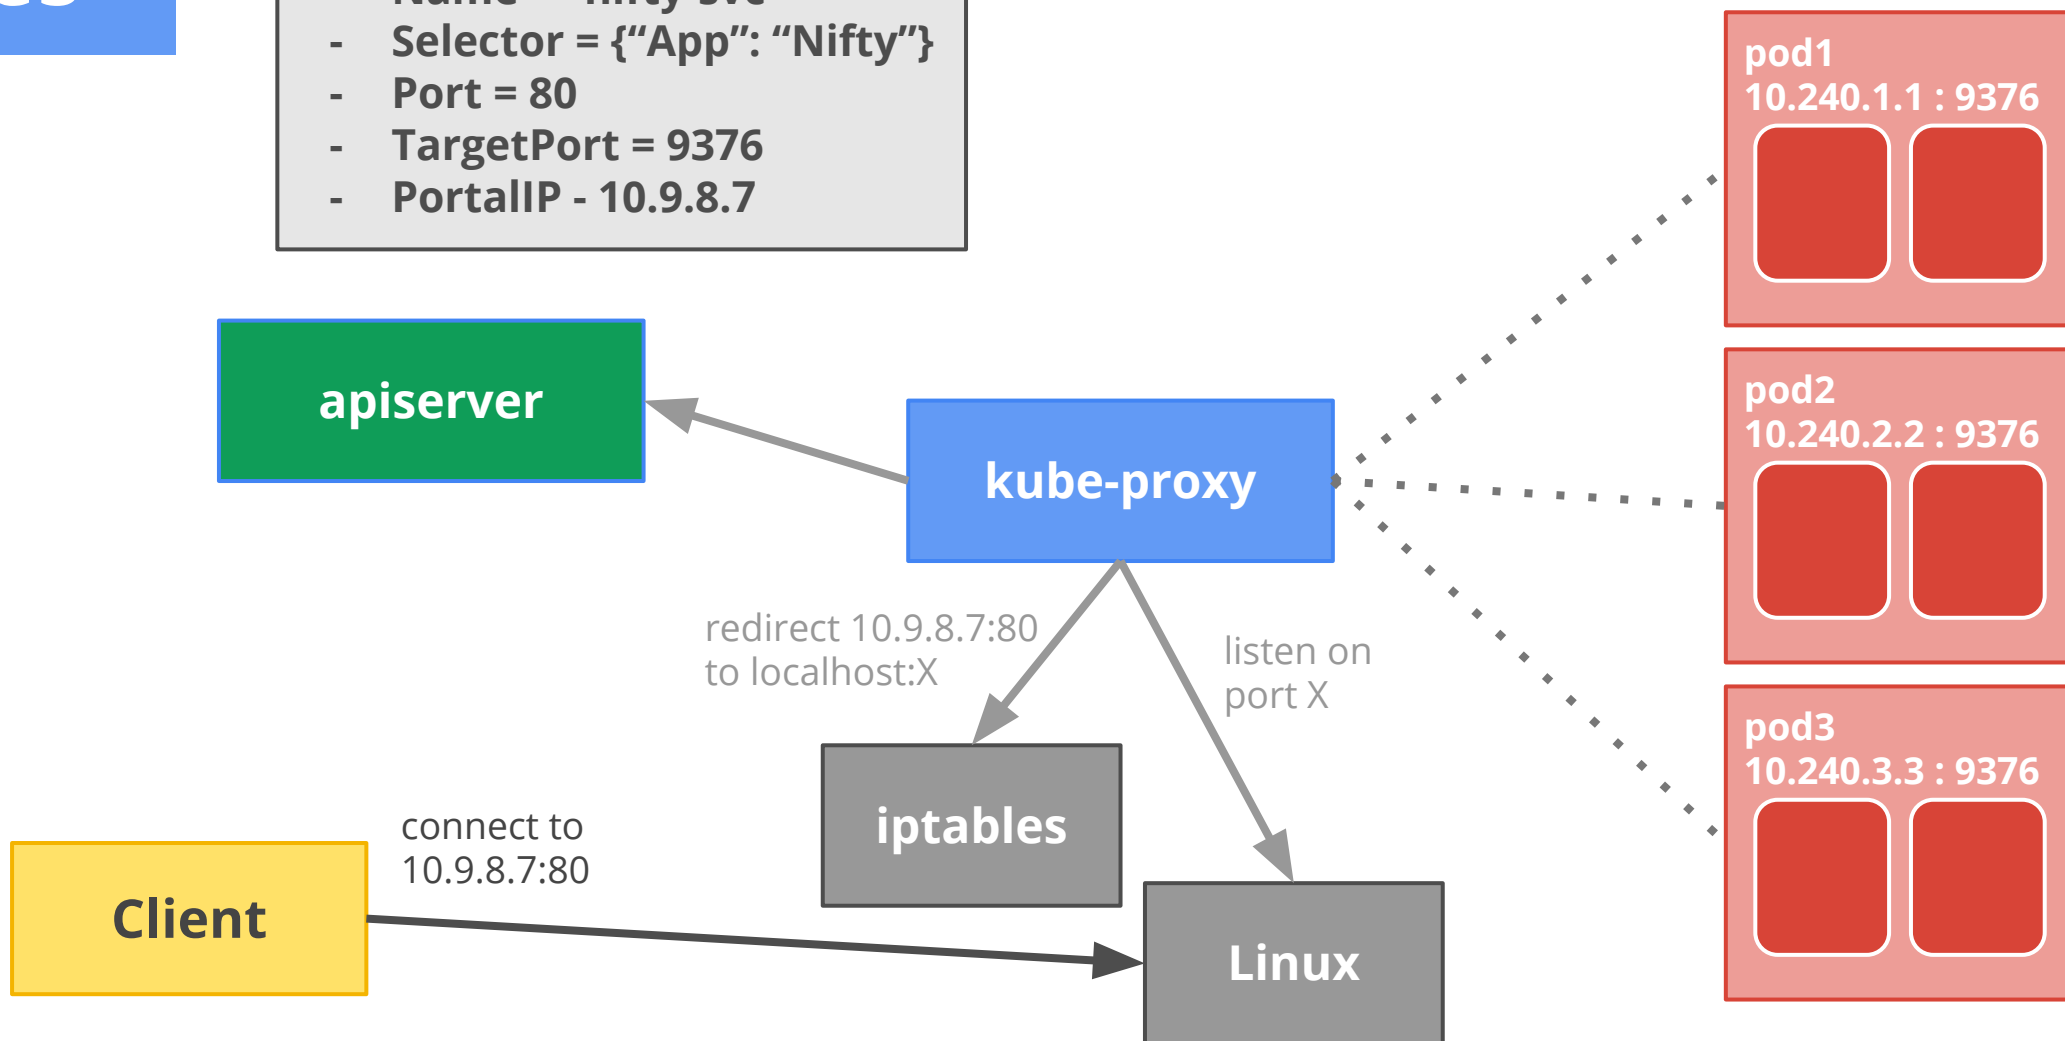 - Selector = {“App”: “Nifty”}
- Port = 80
- TargetPort = 9376
- PortalIP - 10.9.8.7
pod1
10.240.1.1 : 9376
apiserver
kube-proxy
pod2
10.240.2.2 : 9376
redirect 10.9.8.7:80
to localhost:X
listen on
port X
pod3
10.240.3.3 : 9376
iptables
connect to
10.9.8.7:80
Client
Linux